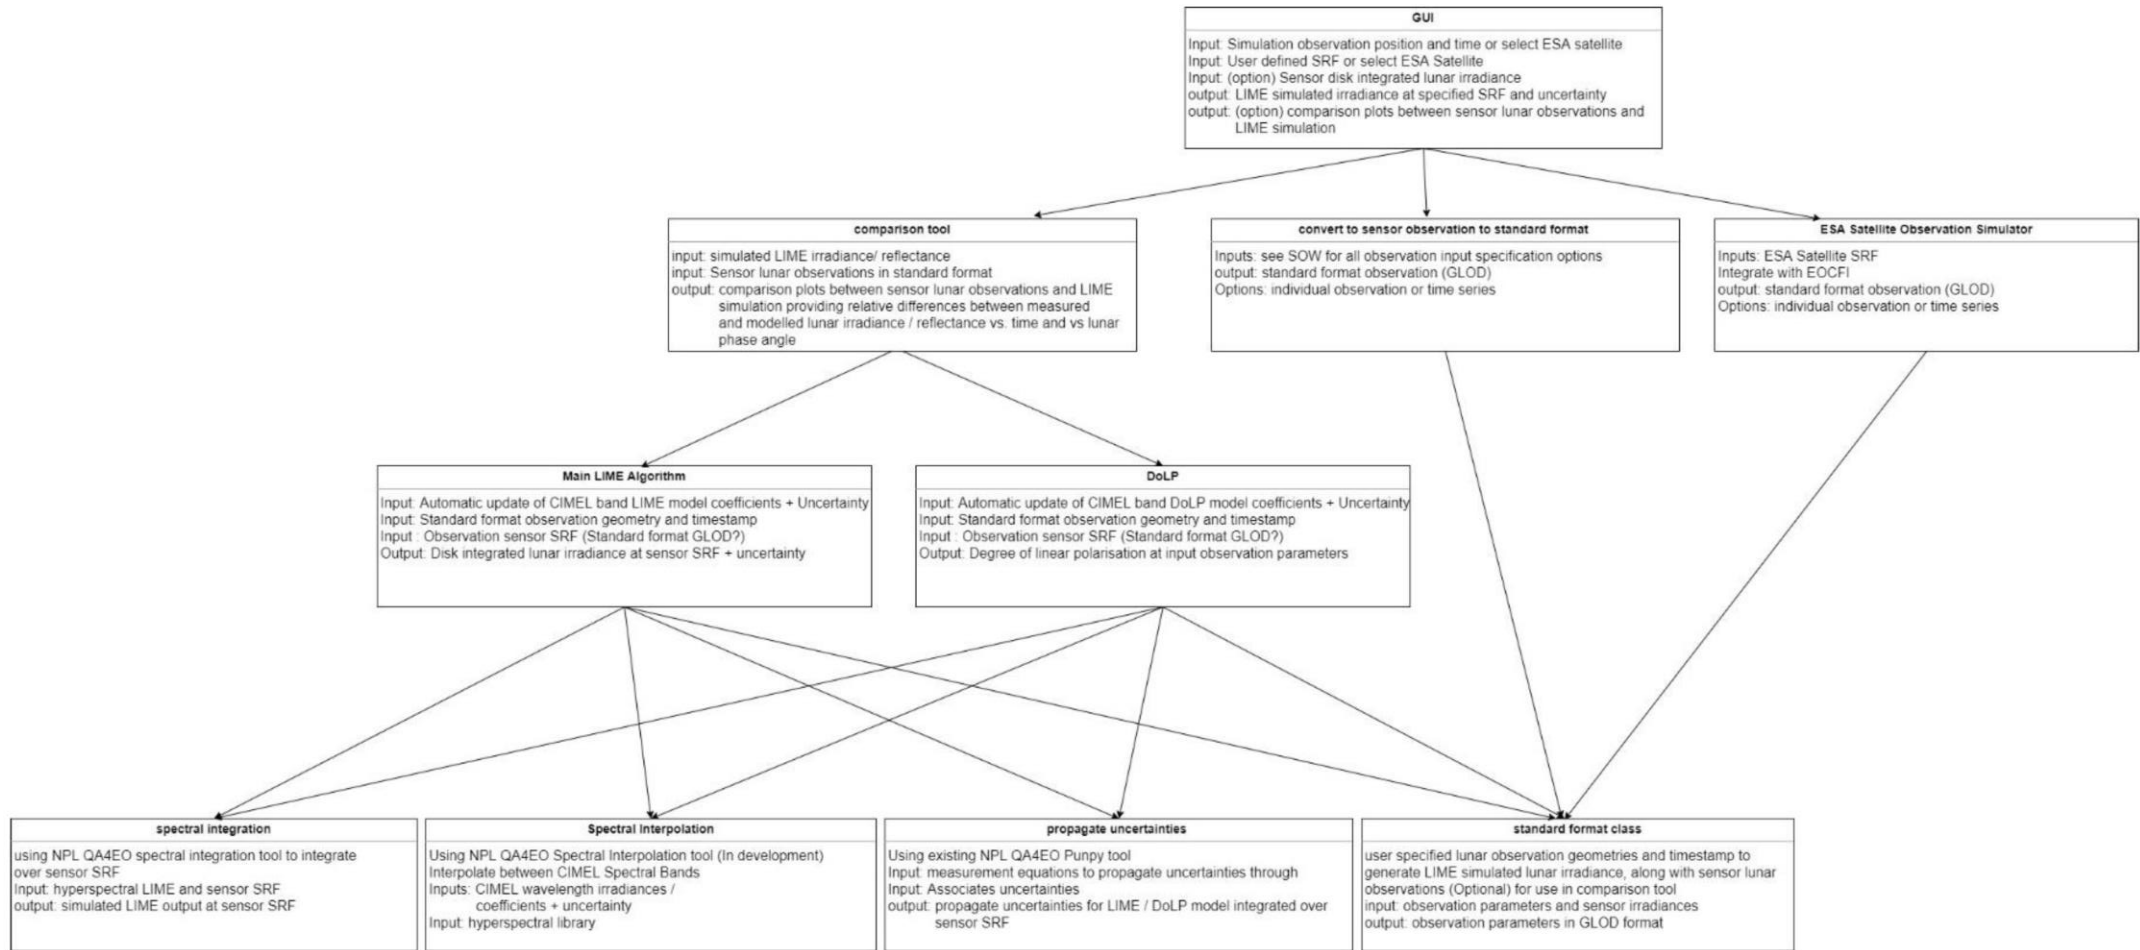 GUI
Input: Simulation observation position and time or select ESA satellite
Input: User defined SRF or select ESA Satellite
Input: (option) Sensor disk integrated lunar irradiance
output: LIME simulated irradiance at specified SRF and uncertainty
output: (option) comparison plots between sensor lunar observations and
LIME simulation
comparison tool
input: simulated LIME irradiance/ reflectance
input: Sensor lunar observations in standard format
output: comparison plots between sensor lunar observations and LIME
simulation providing relative differences between measured
and modelled lunar irradiance / reflectance vs. time and vs lunar
phase angle
convert to sensor observation to standard format
Inputs: see SOW for all observation input specification options
output: standard format observation (GLOD)
Options: individual observation or time series
ESA Satellite Observation Simulator
Inputs: ESA Satellite SRF
Integrate with EOCFI
output: standard format observation (GLOD)
Options: individual observation or time series
Main LIME Algorithm
Input: Automatic update of CIMEL band LIME model coefficients + Uncertainty
Input: Standard format observation geometry and timestamp
Input : Observation sensor SRF (Standard format GLOD?)
Output: Disk integrated lunar irradiance at sensor SRF + uncertainty
DoLP
Input: Automatic update of CIMEL band DoLP model coefficients + Uncertainty
Input: Standard format observation geometry and timestamp
Input : Observation sensor SRF (Standard format GLOD?)
Output: Degree of linear polarisation at input observation parameters
spectral integration
using NPL QA4EO spectral integration tool to integrate
over sensor SRF
Input: hyperspectral LIME and sensor SRF
output: simulated LIME output at sensor SRF
Spectral Interpolation
Using NPL QA4EO Spectral Interpolation tool (In development)
Interpolate between CIMEL Spectral Bands
Inputs: CIMEL wavelength irradiances /
coefficients + uncertainty
Input: hyperspectral library
propagate uncertainties
Using existing NPL QA4EO Punpy tool
Input: measurement equations to propagate uncertainties through
Input: Associates uncertainties
output: propagate uncertainties for LIME / DoLP model integrated over
sensor SRF
standard format class
user specified lunar observation geometries and timestamp to
generate LIME simulated lunar irradiance, along with sensor lunar
observations (Optional) for use in comparison tool
input: observation parameters and sensor irradiances
output: observation parameters in GLOD format